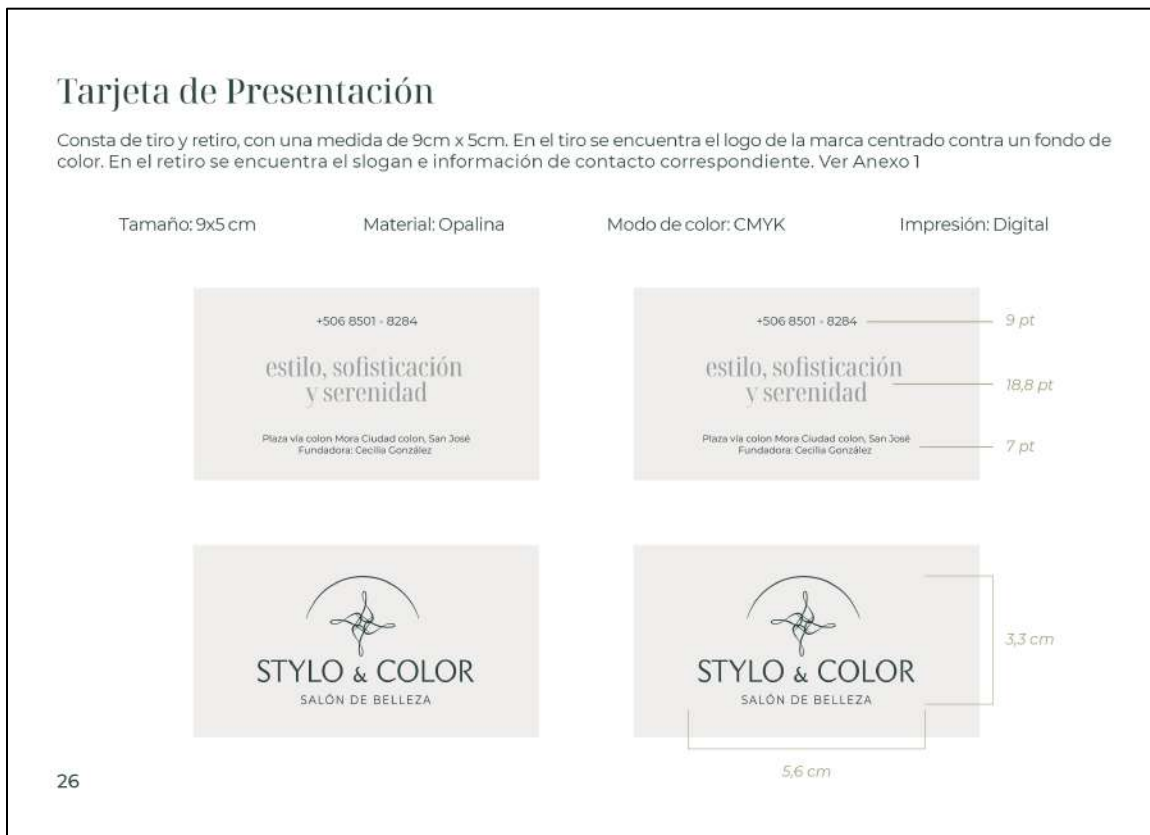 Tarjeta de Presentación
Consta de tiro y retiro, con una medida de 9cm x 5cm. En el tiro se encuentra el logo de la marca centrado contra un fondo de
color. En el retiro se encuentra el slogan e información de contacto correspondiente. Ver Anexo 1
Tamaño: 9x5 cm
Material: Opalina
Modo de color: CMYK
Impresión: Digital
+506 8501 - 8284
estilo, sofisticación
y serenidad
Plaza vía colon Mora Ciudad colon, San José
Fundadora: Cecilia González
+506 8501 - 8284
9 pt
estilo, sofisticación
y serenidad
18,8 pt
Plaza vía colon Mora Ciudad colon, San José
Fundadora: Cecilia González
7 pt
STYLO & COLOR
SALÓN DE BELLEZA
STYLO & COLOR
SALÓN DE BELLEZA
3,3 cm
5,6 cm
26